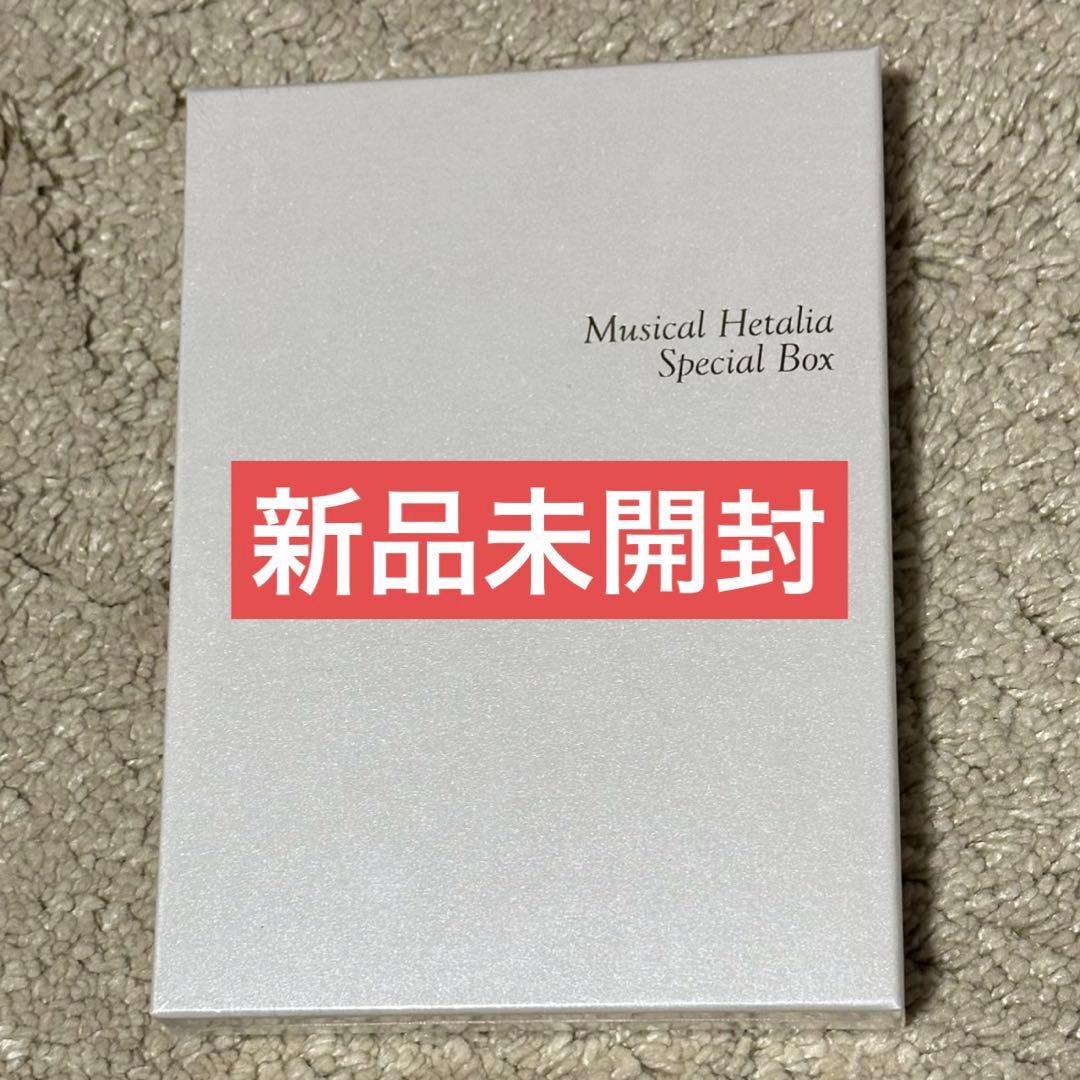 Musical Hetalia
Special Box
新品未開封